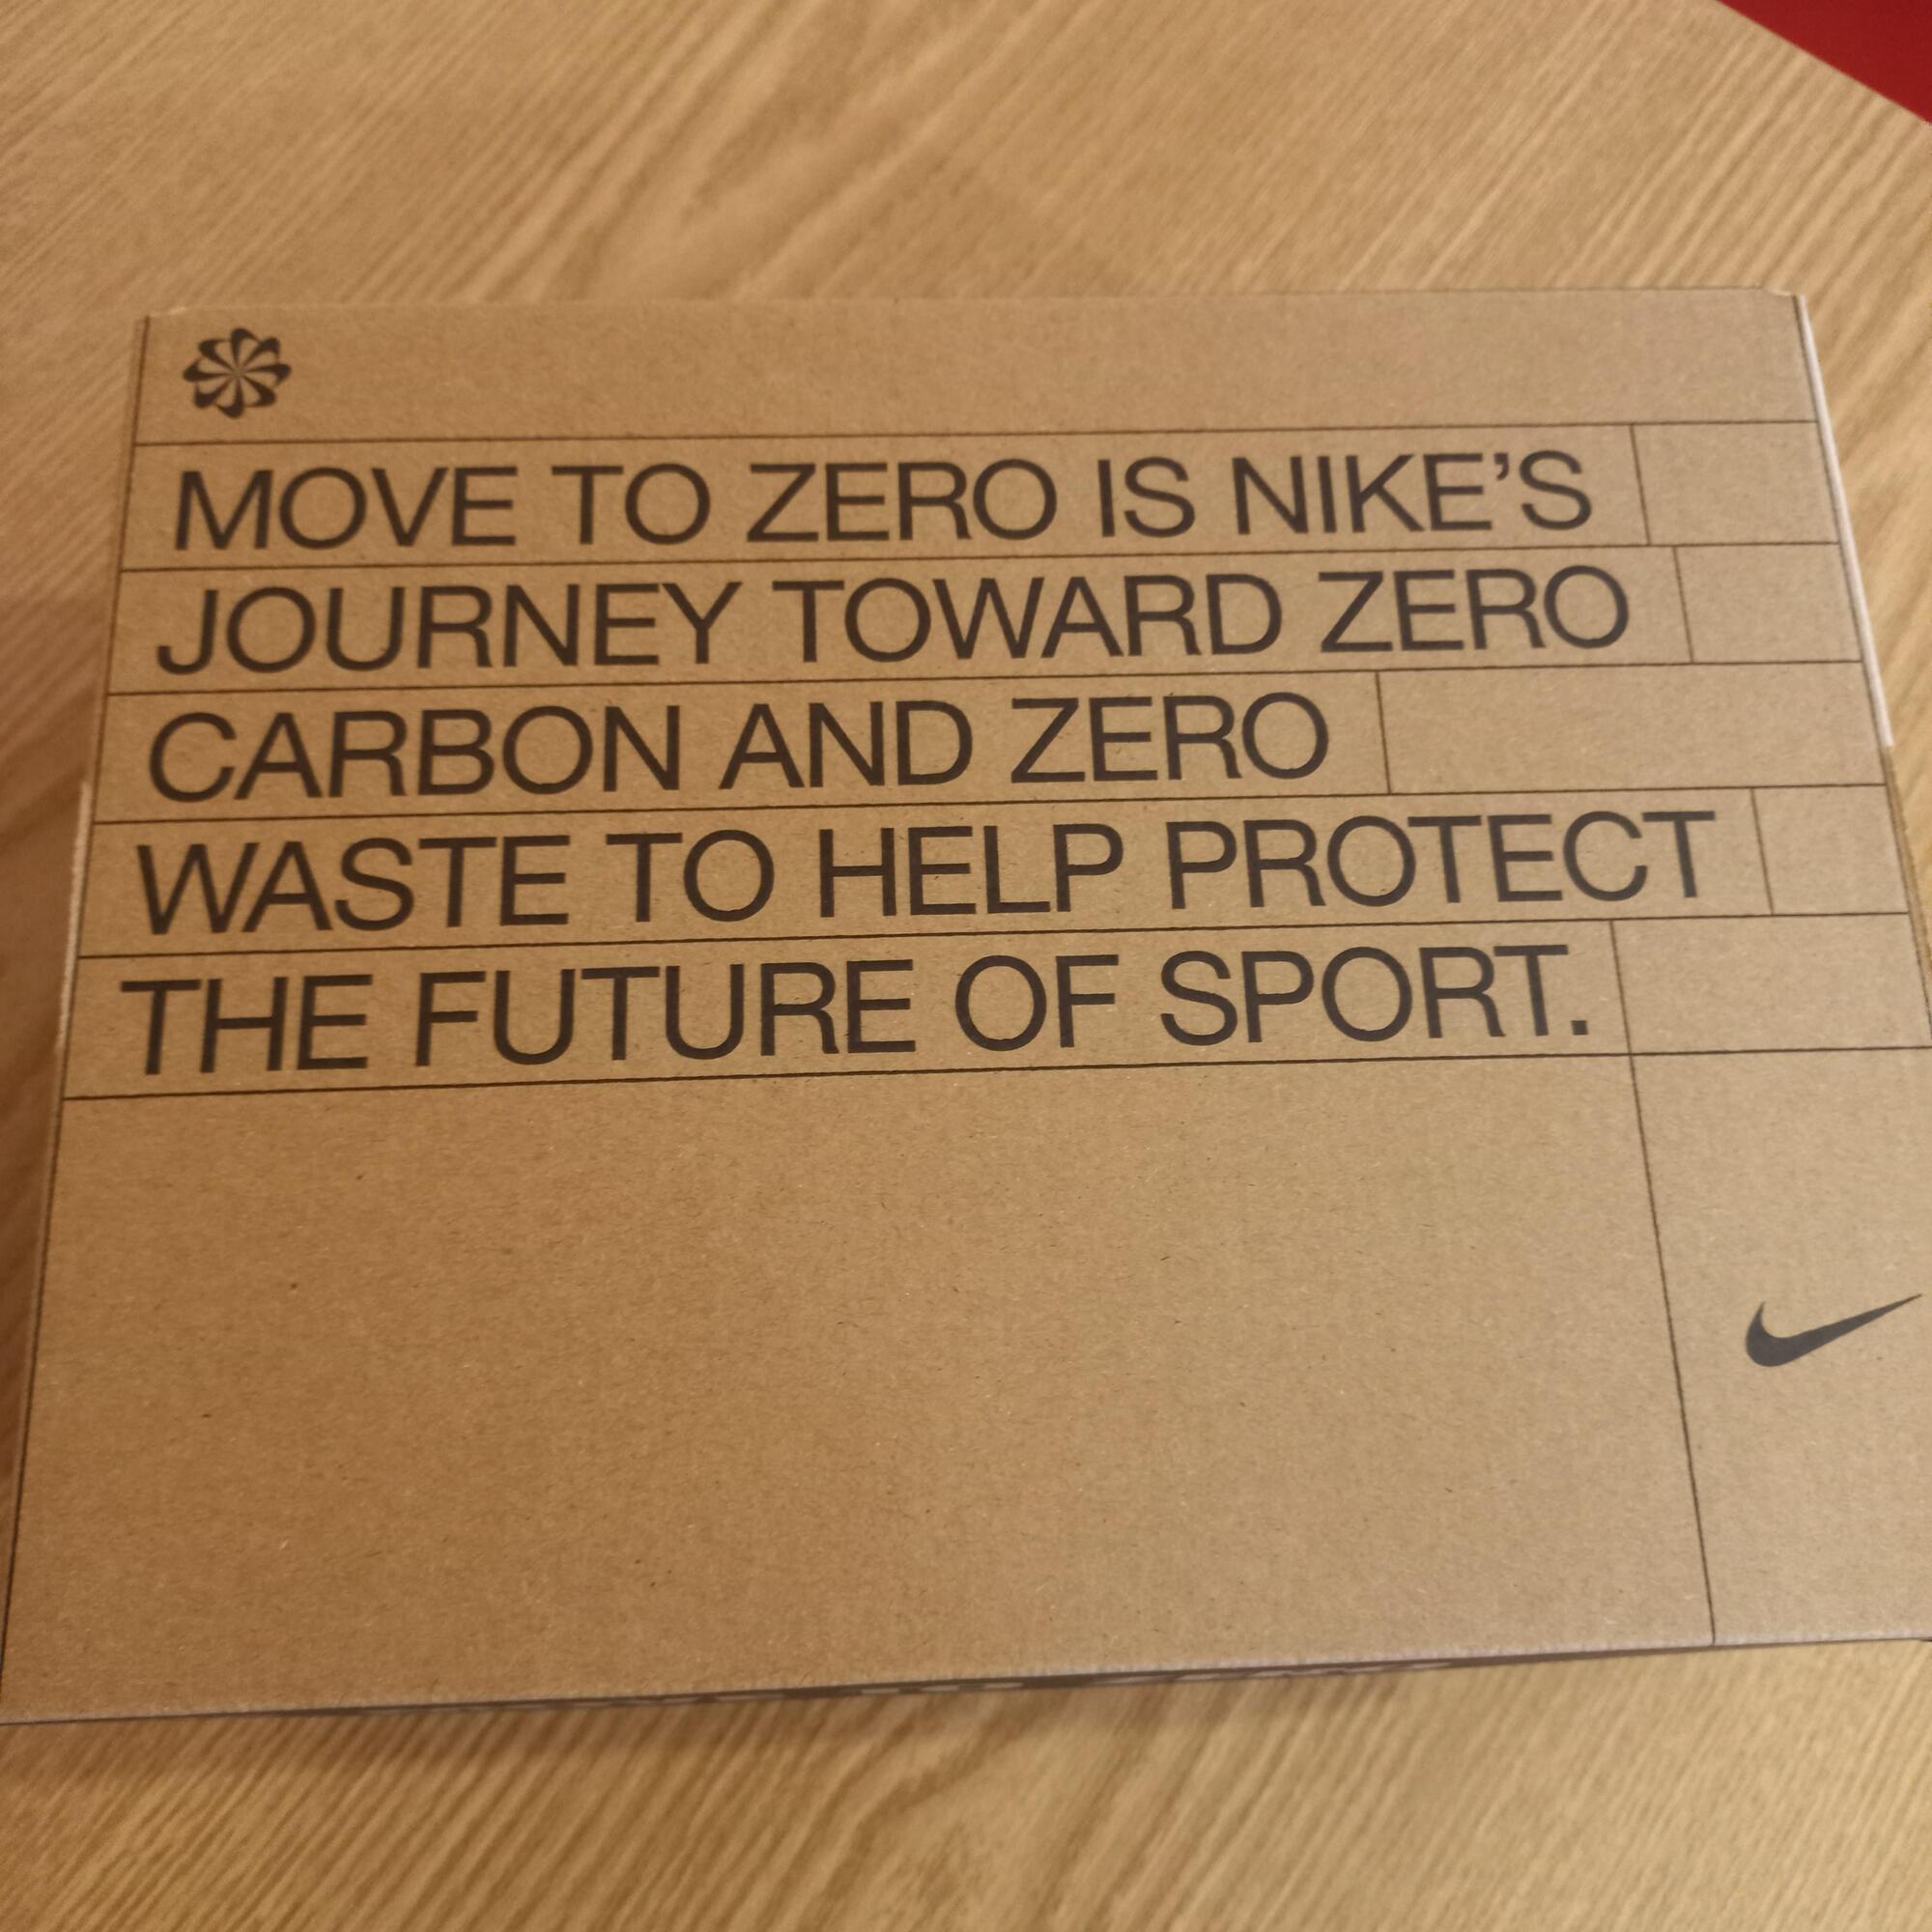 MOVE TO ZERO IS NIKE’S
JOURNEY TOWARD ZERO
CARBON AND ZERO
WASTE TO HELP PROTECT
THE FUTURE OF SPORT.